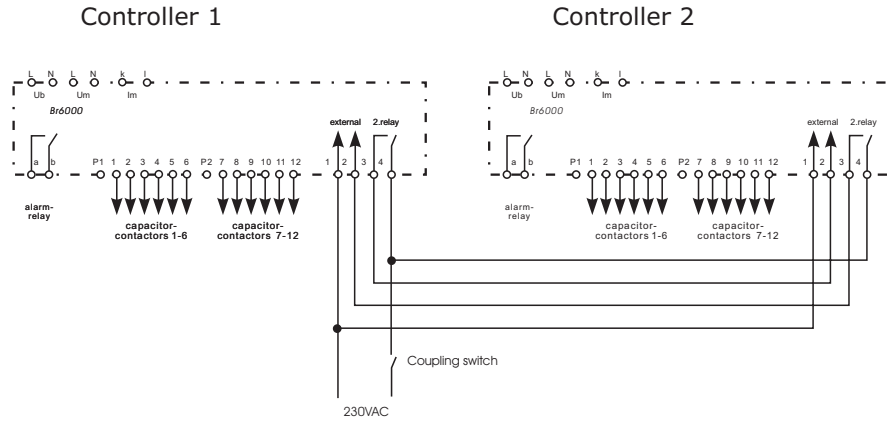 Controller 1
Controller 2
L N L N k l
Ub Um Im
Br6000
external 2.relay
a b P1 1 2 3 4 5 6 P2 7 8 9 10 11 12 1 2 3 4
alarm-
relay
capacitor-
contactors 1-6
capacitor-
contactors 7-12
L N L N k l
Ub Um Im
Br6000
external 2.relay
a b P1 1 2 3 4 5 6 P2 7 8 9 10 11 12 1 2 3 4
alarm-
relay
capacitor-
contactors 1-6
capacitor-
contactors 7-12
Coupling switch
230VAC